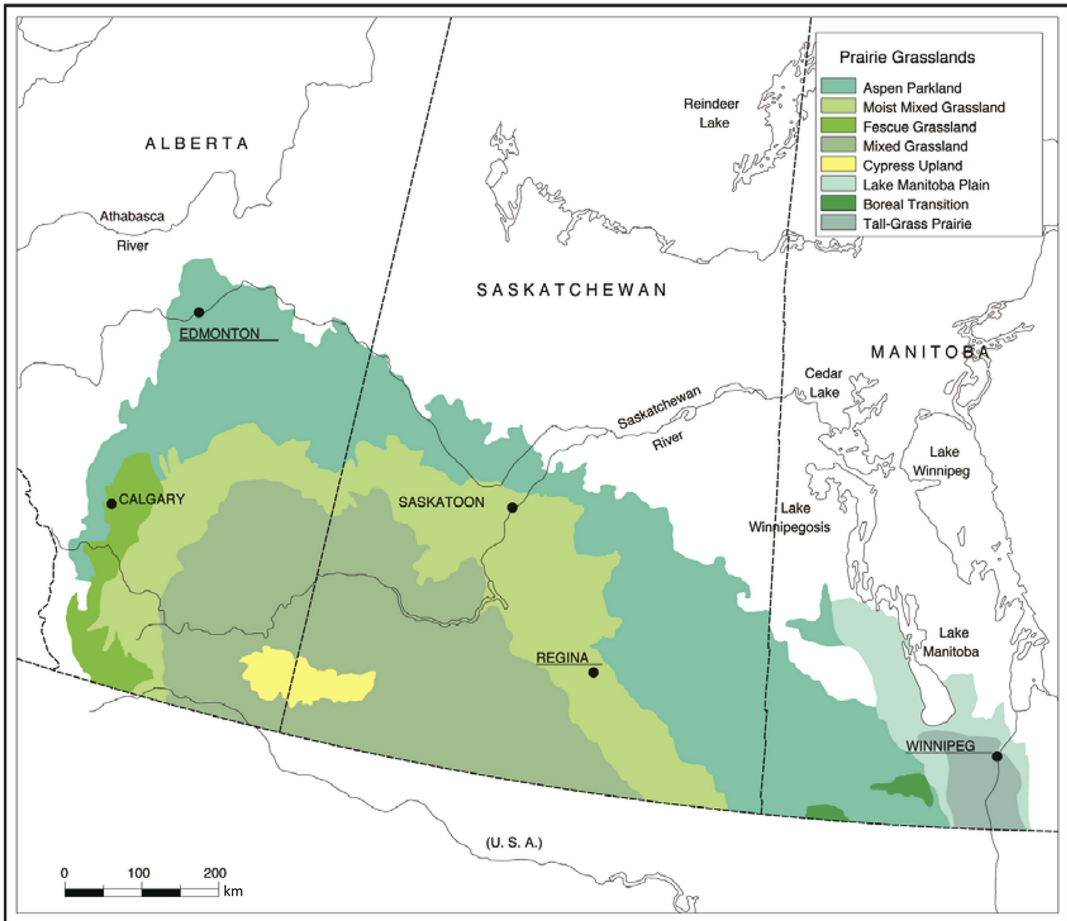 Prairie Grasslands
Aspen Parkland
Moist Mixed Grassland
Fescue Grassland
Mixed Grassland
Cypress Upland
Lake Manitoba Plain
Boreal Transition
Tall-Grass Prairie
Reindeer
Lake
ALBERTA
Athabasca
River
SASKATCHEWAN
EDMONTON
MANITOBA
Cedar
Lake
Saskatchewan
River
Lake
Winnipeg
CALGARY
SASKATOON
Lake
Winnipegosis
Lake
Manitoba
REGINA
WINNIPEG
(U. S. A.)
0 100 200
km